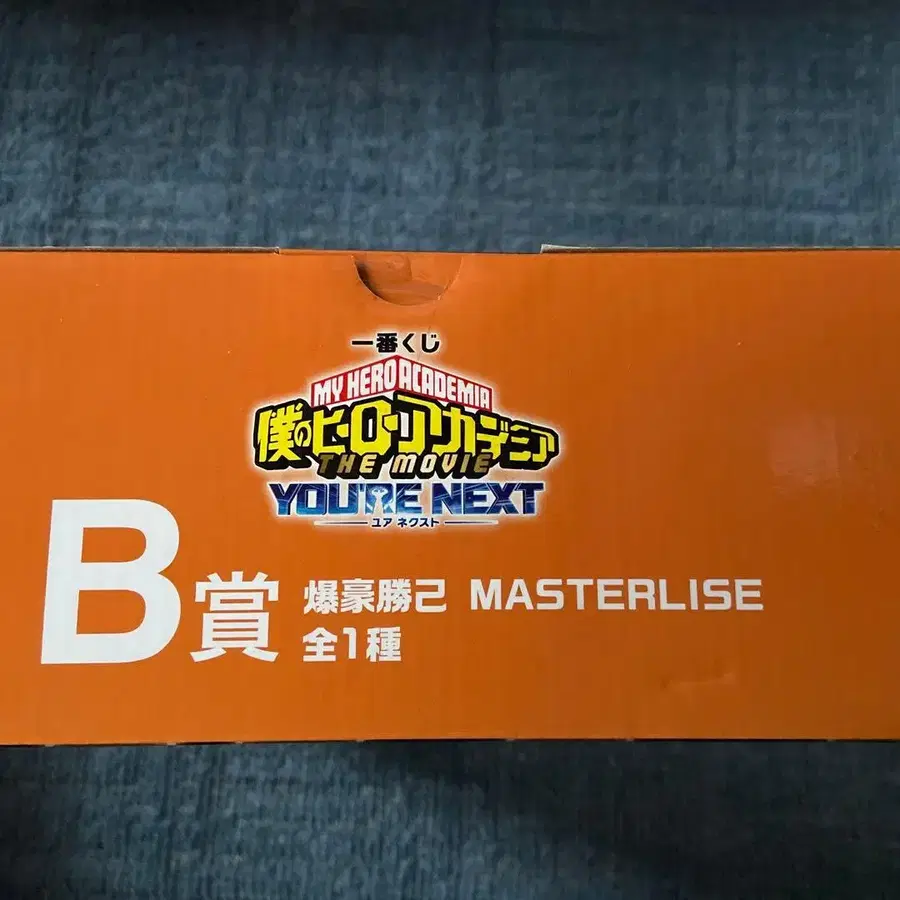 一番くじ
MY HERO ACADEMIA
僕のヒーローアカデミア
THE MOVIE
YOU'RE NEXT
ユア ネクスト
B賞 爆豪勝己 MASTERLISE
全1種